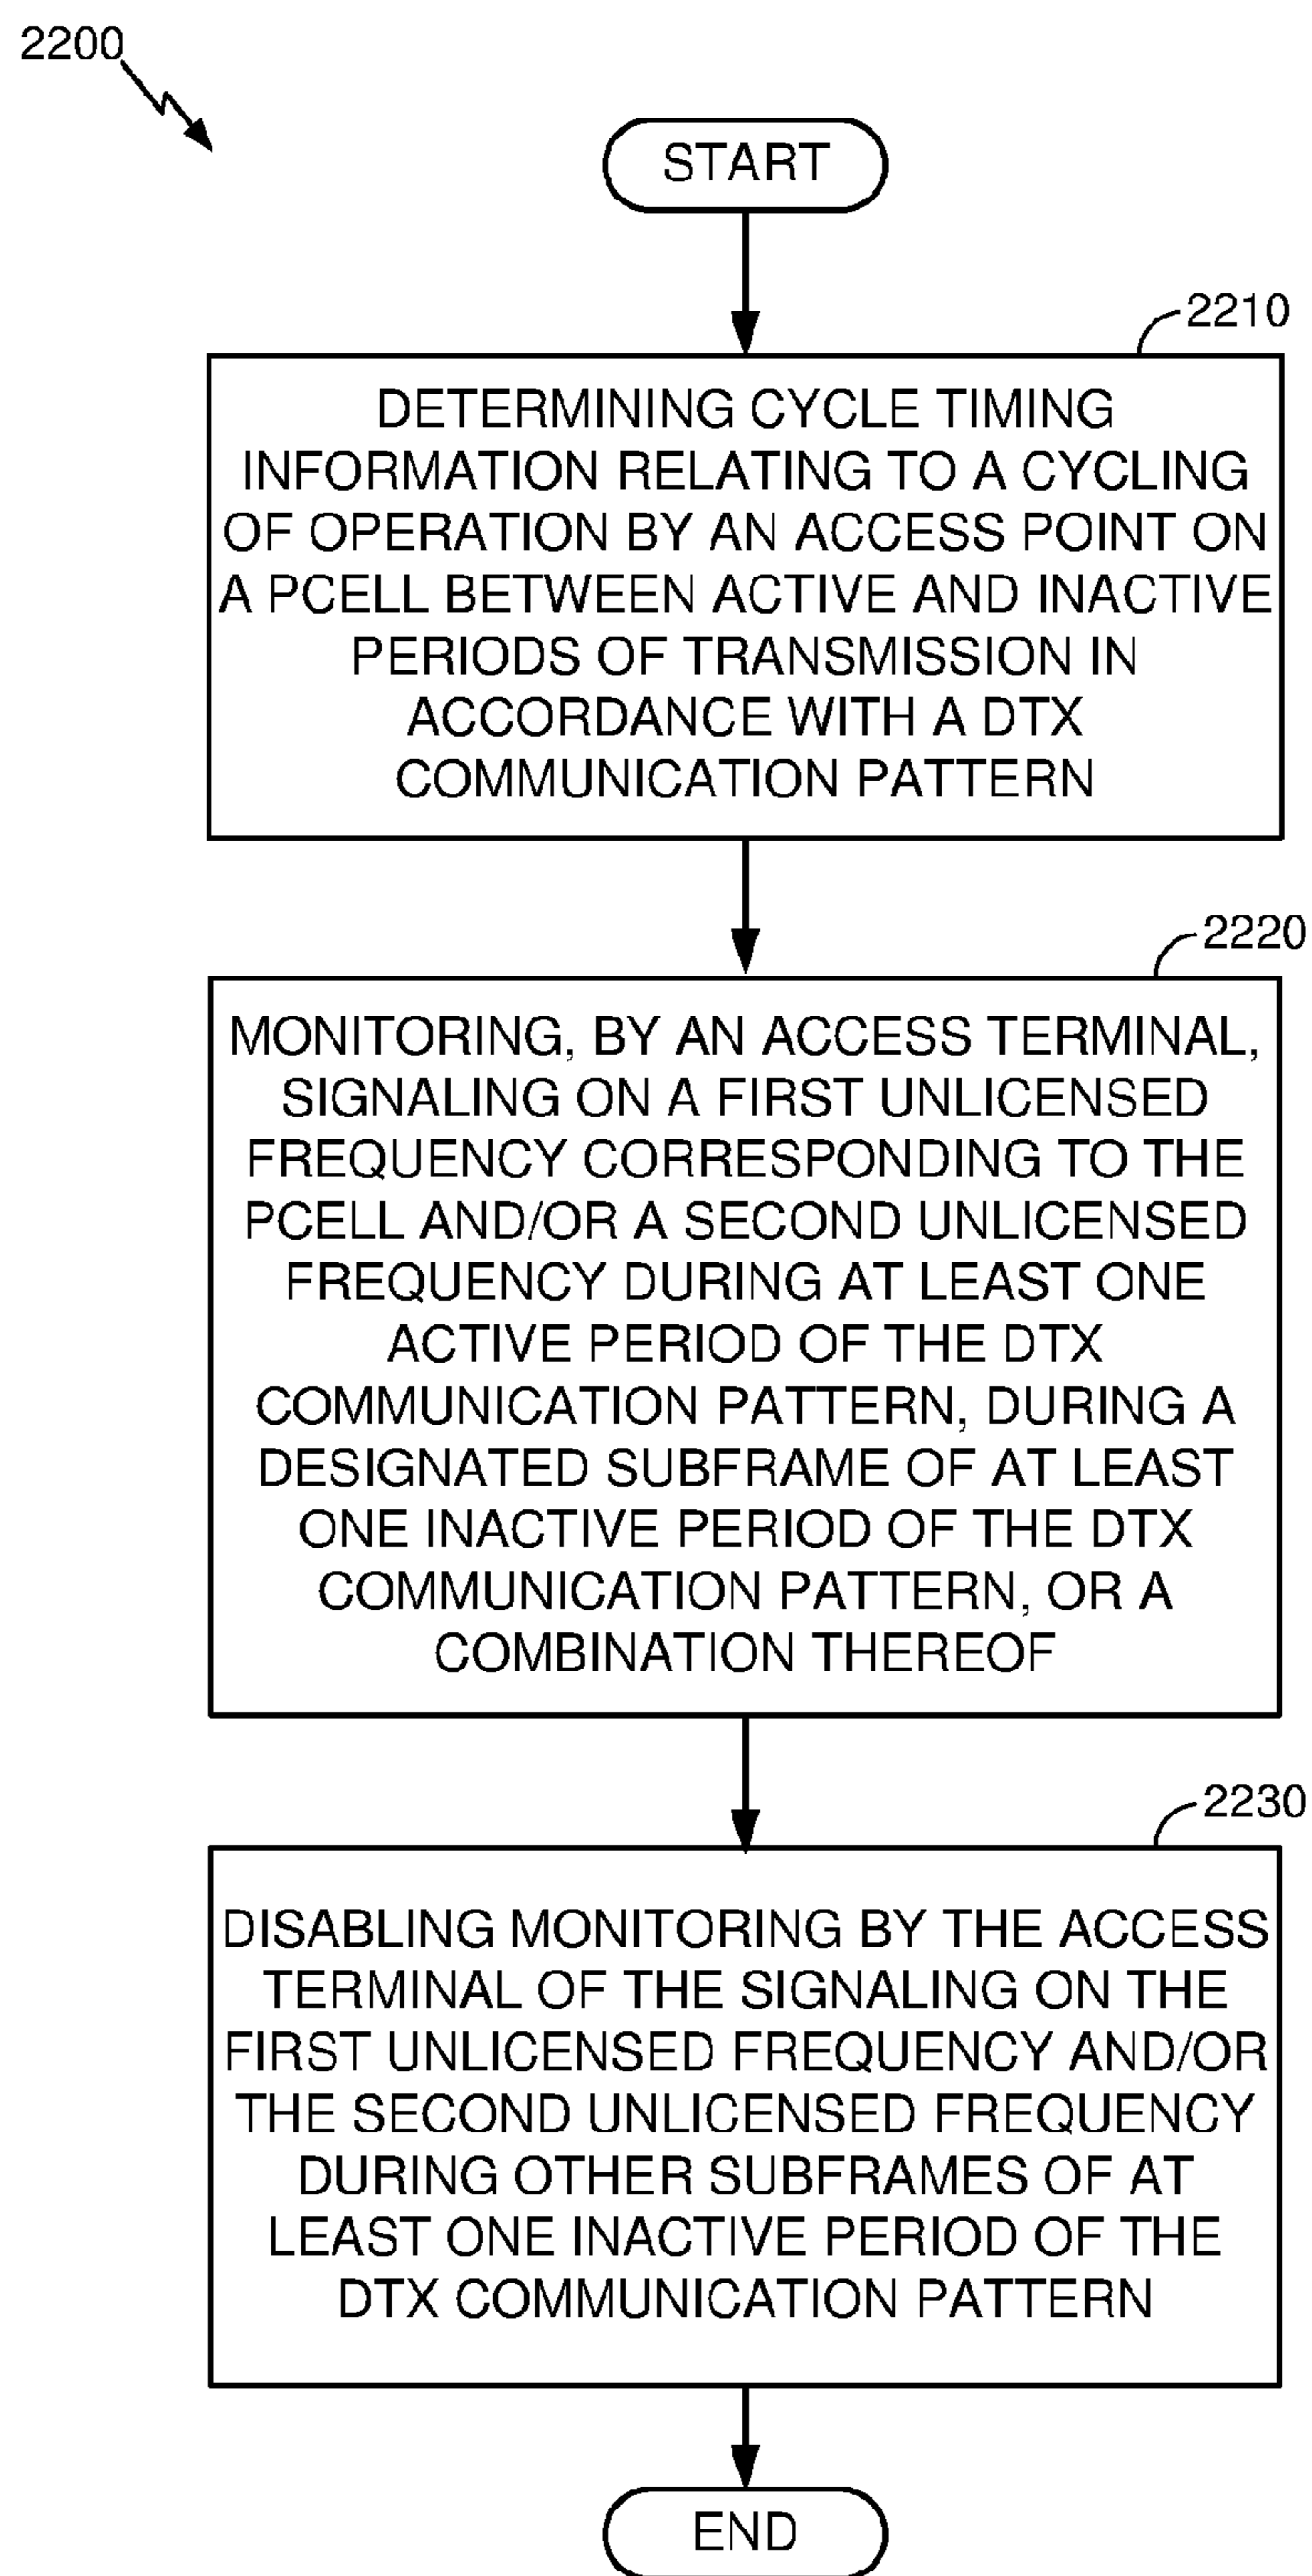 2200
START
2210
DETERMINING CYCLE TIMING
INFORMATION RELATING TO A CYCLING
OF OPERATION BY AN ACCESS POINT ON
A PCELL BETWEEN ACTIVE AND INACTIVE
PERIODS OF TRANSMISSION IN
ACCORDANCE WITH A DTX
COMMUNICATION PATTERN
2220
MONITORING, BY AN ACCESS TERMINAL,
SIGNALING ON A FIRST UNLICENSED
FREQUENCY CORRESPONDING TO THE
PCELL AND/OR A SECOND UNLICENSED
FREQUENCY DURING AT LEAST ONE
ACTIVE PERIOD OF THE DTX
COMMUNICATION PATTERN, DURING A
DESIGNATED SUBFRAME OF AT LEAST
ONE INACTIVE PERIOD OF THE DTX
COMMUNICATION PATTERN, OR A
COMBINATION THEREOF
2230
DISABLING MONITORING BY THE ACCESS
TERMINAL OF THE SIGNALING ON THE
FIRST UNLICENSED FREQUENCY AND/OR
THE SECOND UNLICENSED FREQUENCY
DURING OTHER SUBFRAMES OF AT
LEAST ONE INACTIVE PERIOD OF THE
DTX COMMUNICATION PATTERN
END